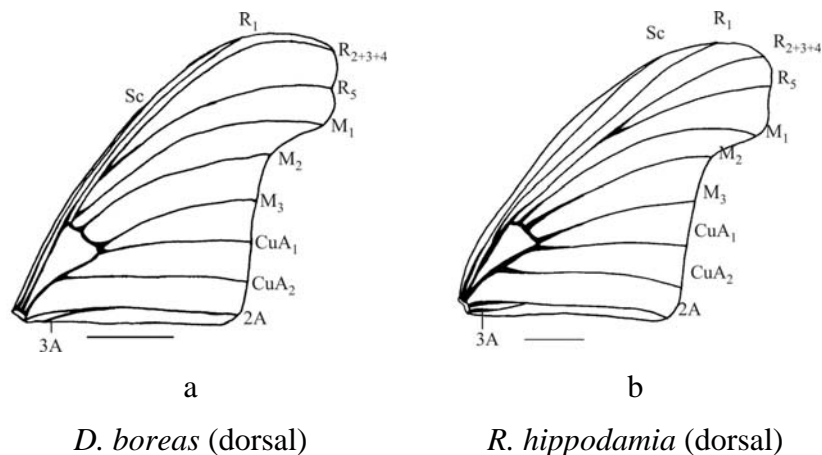 R1
R2+3+4
Sc
R5
M1
M2
M3
CuA1
CuA2
2A
3A
a
D. boreas (dorsal)
R1
Sc
R2+3+4
R5
M1
M2
M3
CuA1
CuA2
2A
3A
b
R. hippodamia (dorsal)